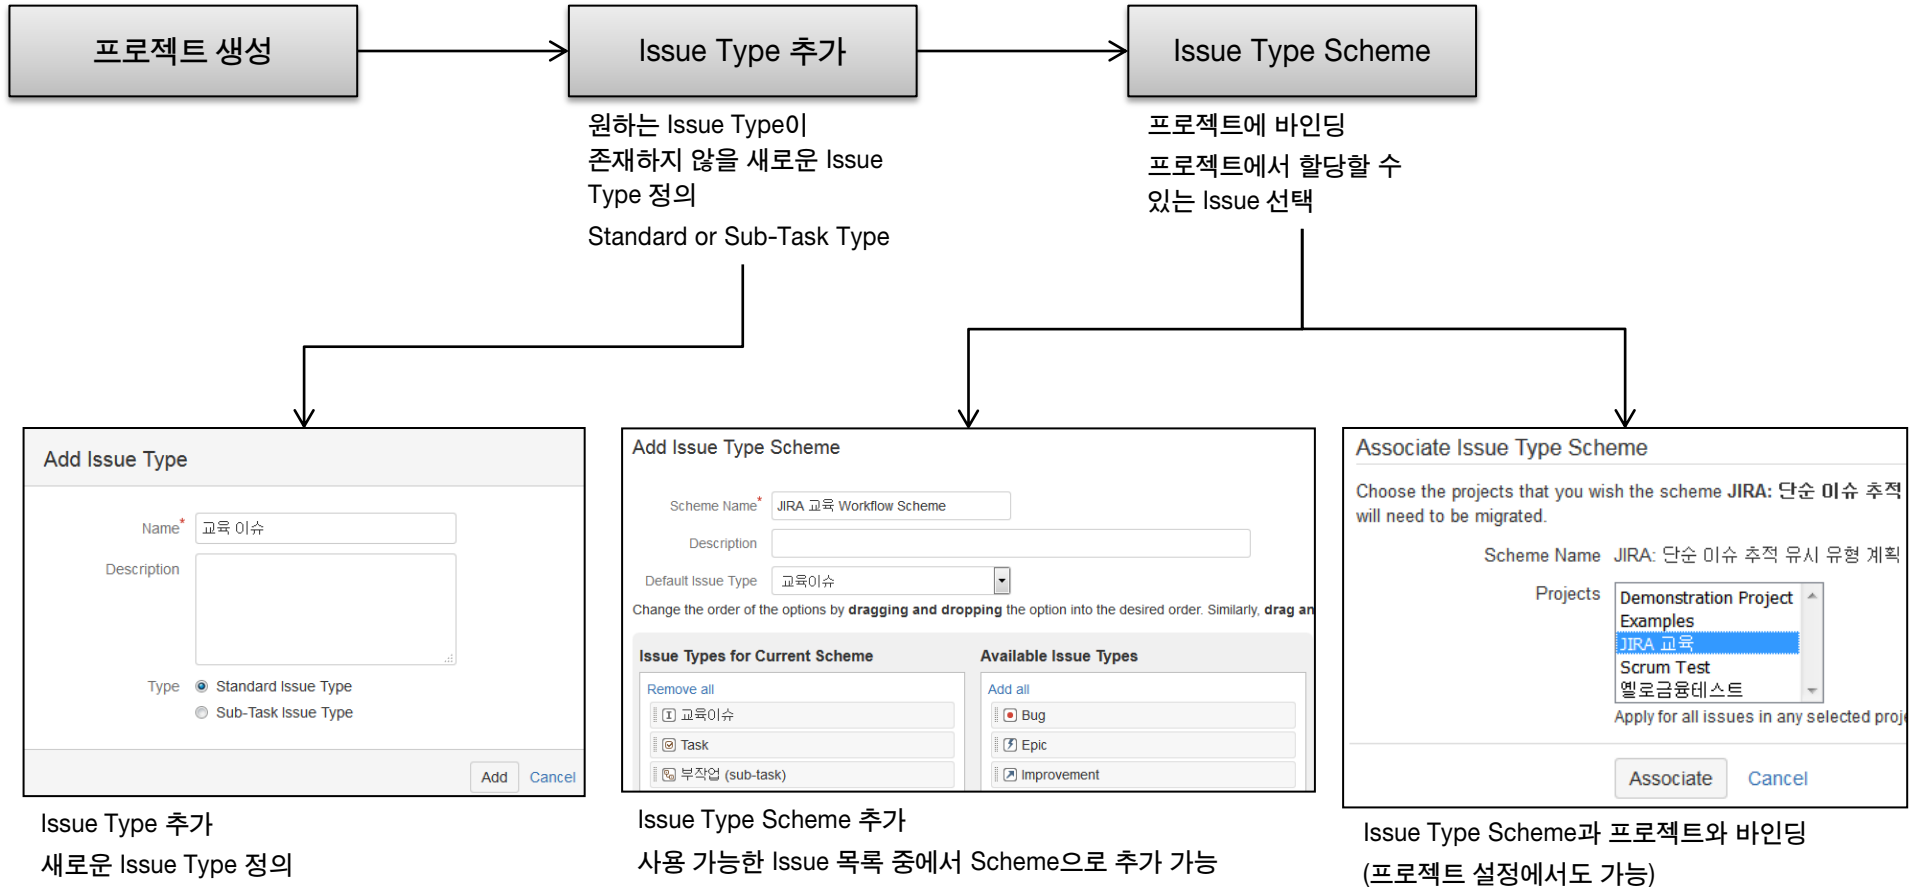 프로젝트 생성
Issue Type 추가
Issue Type Scheme
원하는 Issue Type이
존재하지 않을 새로운 Issue
Type 정의
Standard or Sub-Task Type
프로젝트에 바인딩
프로젝트에서 할당할 수
있는 Issue 선택
Add Issue Type
Name*
교육 이슈
Description
Type
Standard Issue Type
Sub-Task Issue Type
Add
Cancel
Issue Type 추가
새로운 Issue Type 정의
Add Issue Type Scheme
Scheme Name*
JIRA 교육 Workflow Scheme
Description
Default Issue Type
교육이슈
Change the order of the options by dragging and dropping the option into the desired order. Similarly, drag an
Issue Types for Current Scheme
Remove all
교육이슈
Task
부작업 (sub-task)
Available Issue Types
Add all
Bug
Epic
Improvement
Issue Type Scheme 추가
사용 가능한 Issue 목록 중에서 Scheme으로 추가 가능
Associate Issue Type Scheme
Choose the projects that you wish the scheme JIRA: 단순 이슈 추적
will need to be migrated.
Scheme Name
JIRA: 단순 이슈 추적 유시 유형 계획
Projects
Demonstration Project
Examples
JIRA 교육
Scrum Test
옐로금융테스트
Apply for all issues in any selected proje
Associate
Cancel
Issue Type Scheme과 프로젝트와 바인딩
(프로젝트 설정에서도 가능)